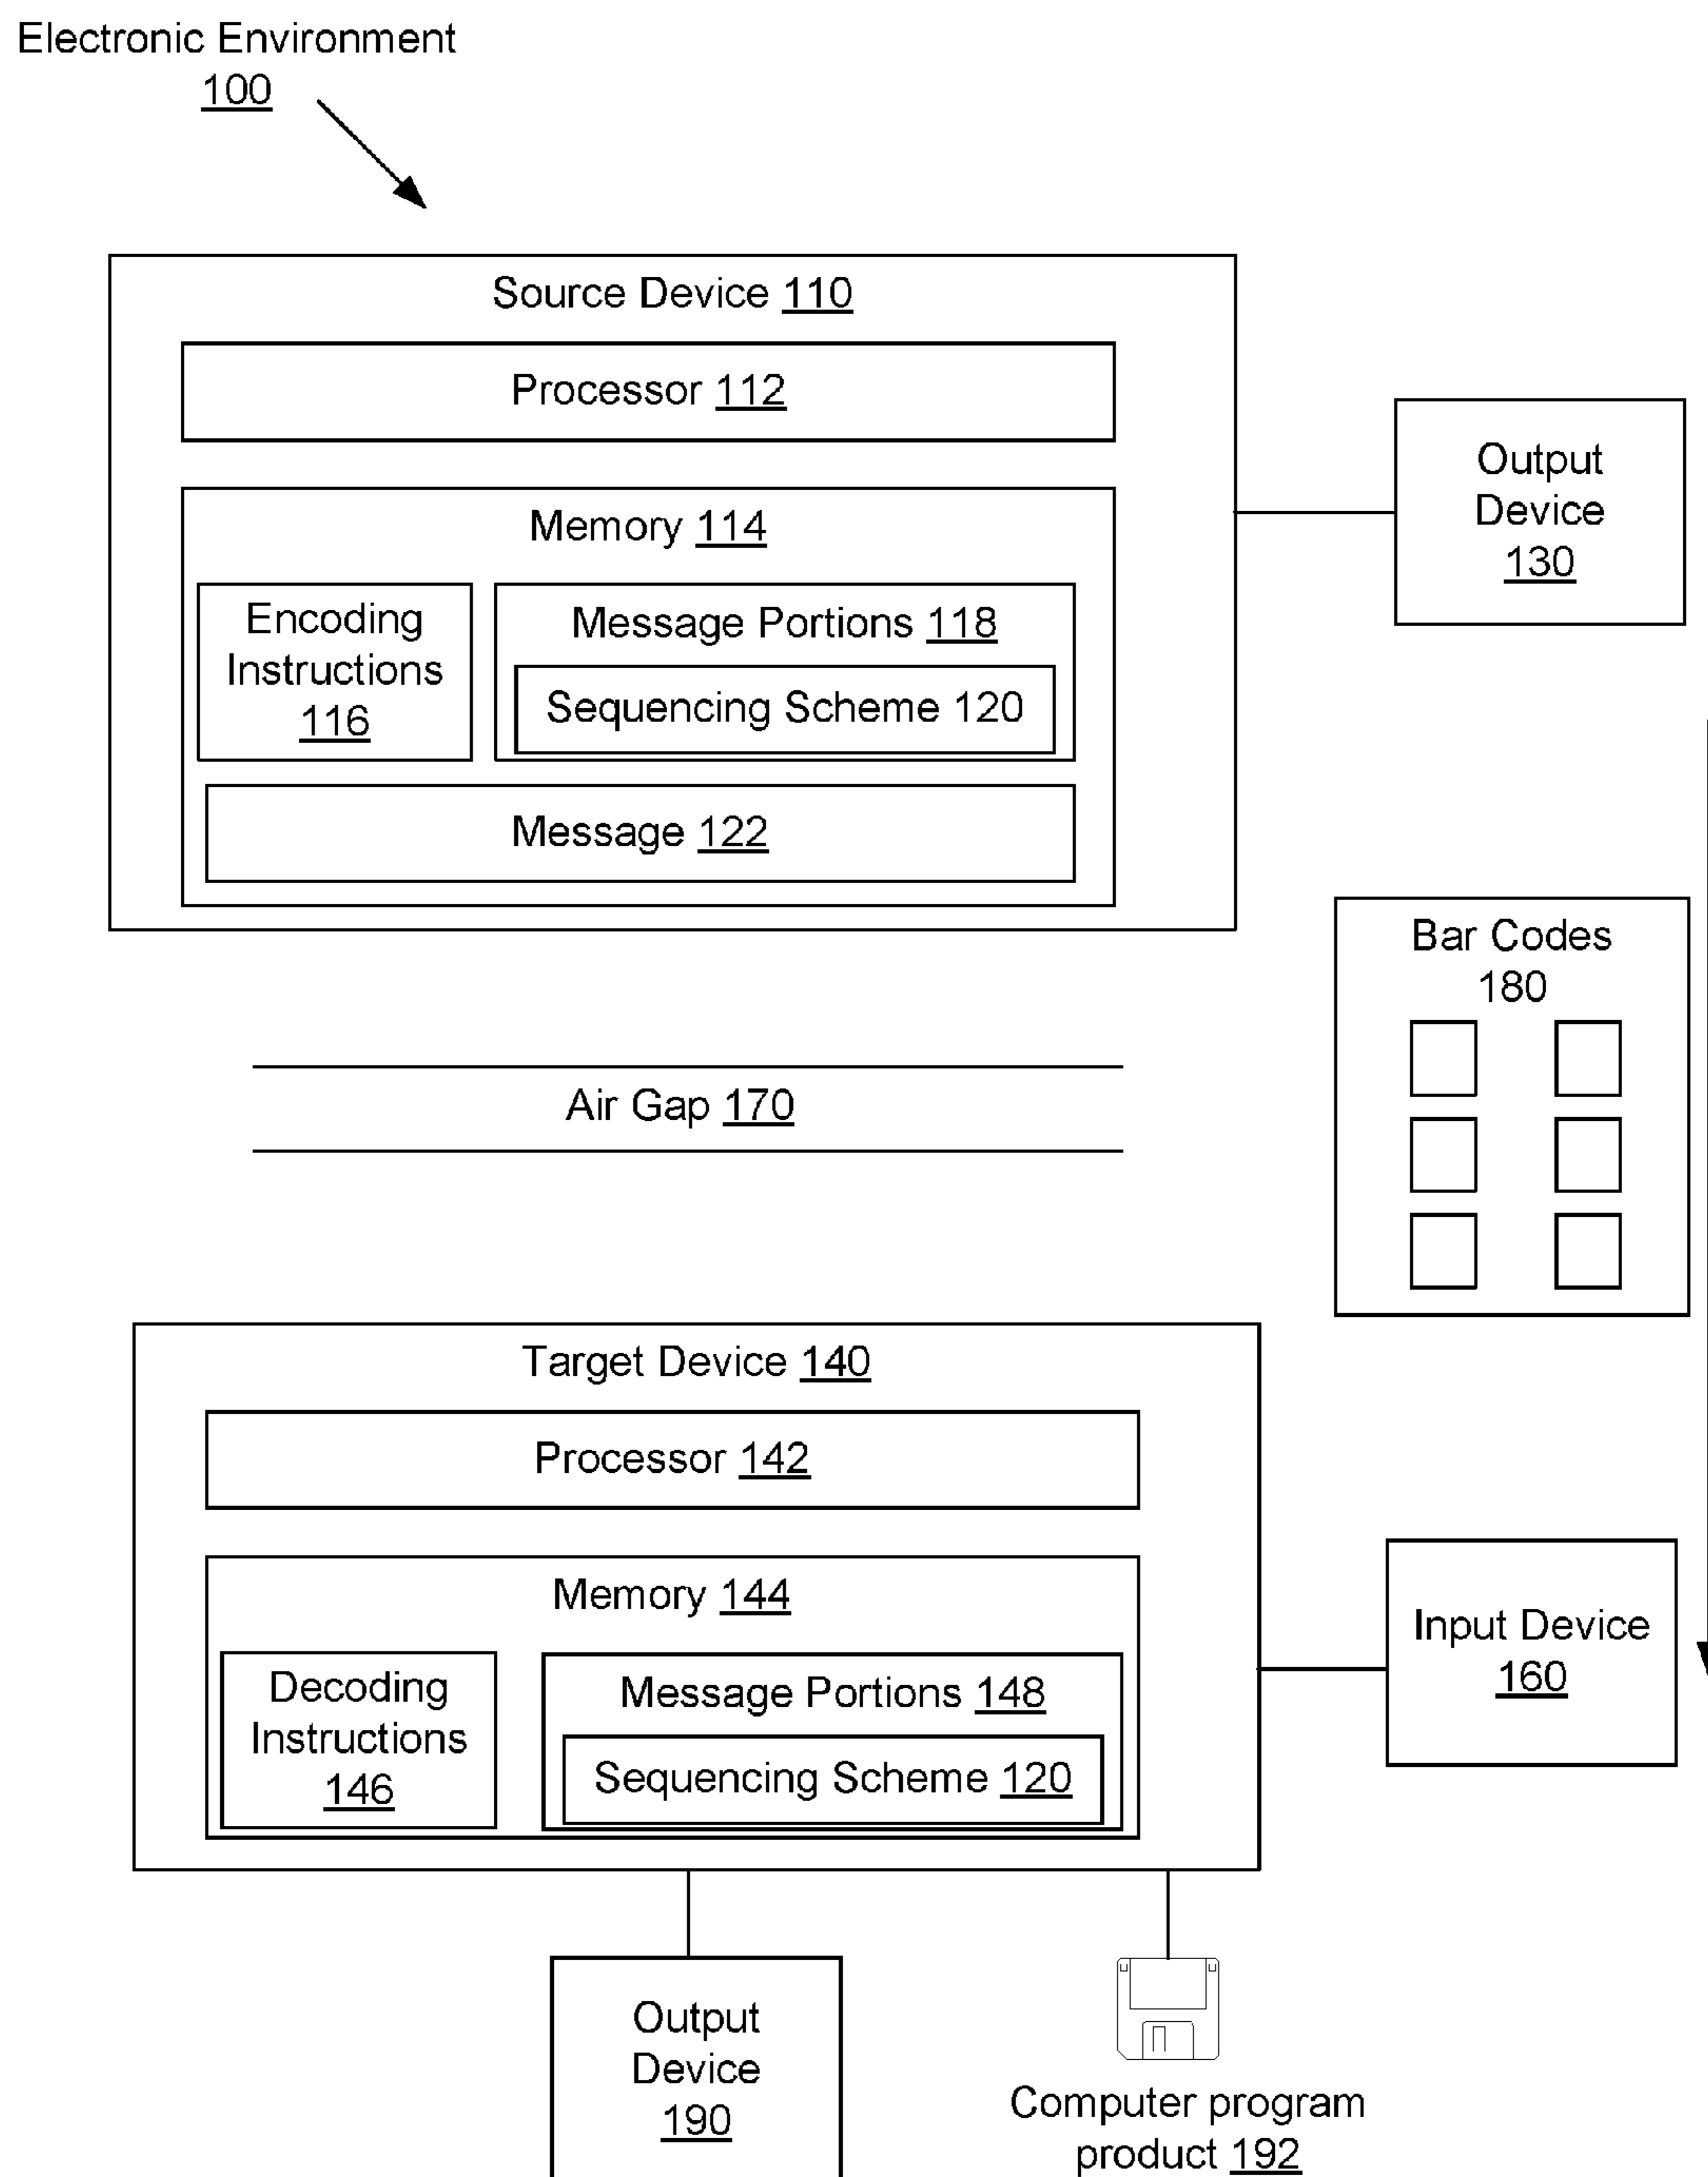 Electronic Environment
100
Source Device 110
Processor 112
Memory 114
Encoding
Instructions
116
Message Portions 118
Sequencing Scheme 120
Message 122
Output
Device
130
Bar Codes
180
Air Gap 170
Target Device 140
Processor 142
Memory 144
Decoding
Instructions
146
Message Portions 148
Sequencing Scheme 120
Input Device
160
Output
Device
190
Computer program
product 192